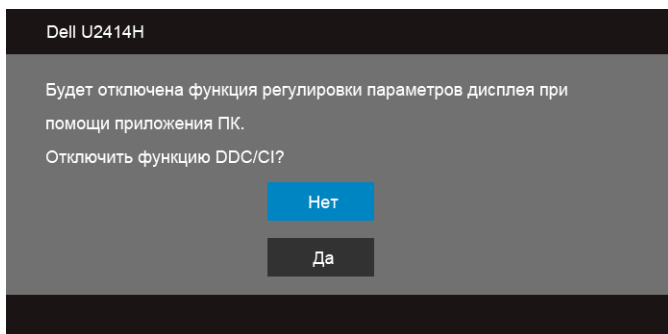 Dell U2414H
Будет отключена функция регулировки параметров дисплея при
помощи приложения ПК.
Отключить функцию DDC/CI?
Нет
Да